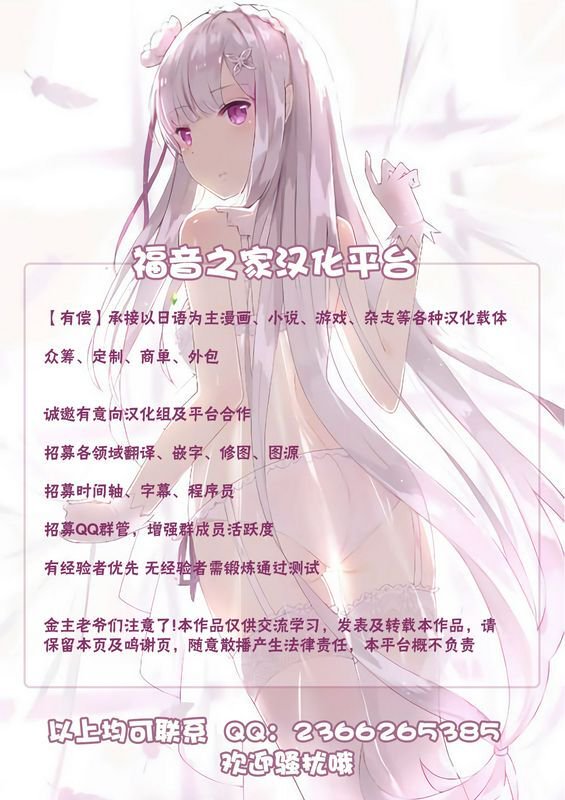 福音之家汉化平台
【有偿】承接以日语为主漫画、小说、游戏、杂志等各种汉化载体
众筹、定制、商单、外包
诚邀有意向汉化组及平台合作
招募各领域翻译、嵌字、修图、图源
招募时间轴、字幕、程序员
招募QQ群管，增强群成员活跃度
有经验者优先 无经验者需锻炼通过测试
金主老爷们注意了!本作品仅供交流学习，发表及转载本作品，请
保留本页及鸣谢页，随意散播产生法律责任，本平台概不负责
以上均可联系 QQ：2366265385
欢迎骚扰哦